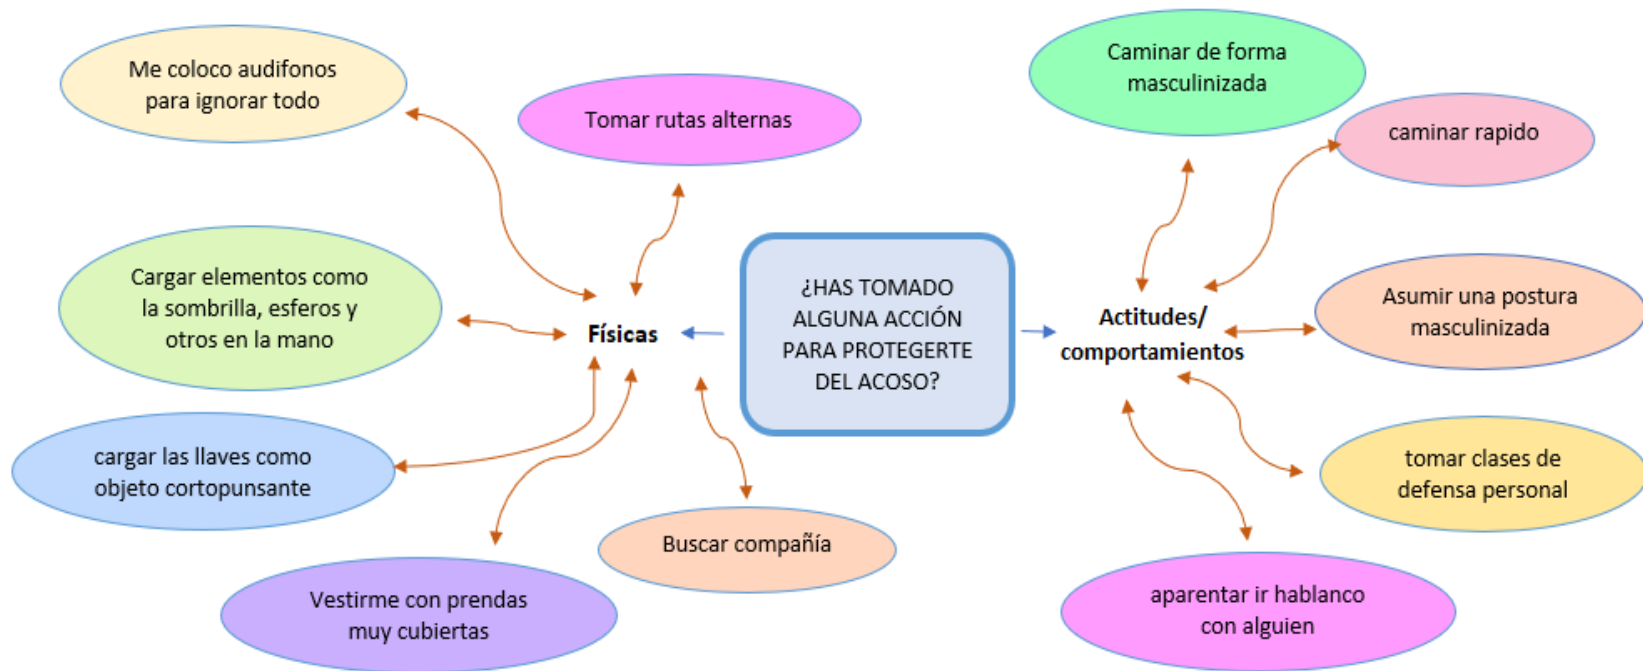 Me coloco audifonos
para ignorar todo
Tomar rutas alternas
Caminar de forma
masculinizada
caminar rapido
Cargar elementos como
la sombrilla, esferos y
otros en la mano
Físicas
¿HAS TOMADO
ALGUNA ACCIÓN
PARA PROTEGERTE
DEL ACOSO?
Actitudes/
comportamientos
Asumir una postura
masculinizada
cargar las llaves como
objeto cortopunsante
tomar clases de
defensa personal
Buscar compañía
Vestirme con prendas
muy cubiertas
aparentar ir hablanco
con alguien